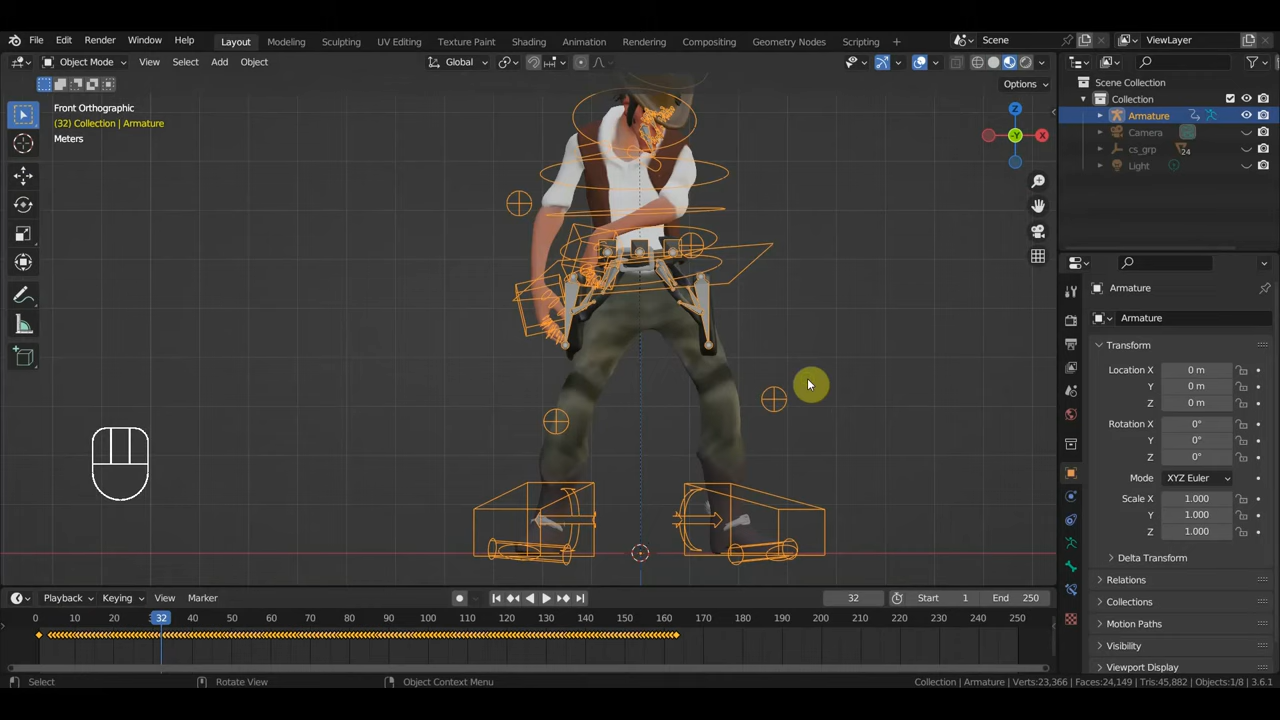 File Edit Render Window Help Layout Modeling Sculpting UV Editing Texture Paint Shading Animation Rendering Compositing Geometry Nodes Scripting + Scene ViewLayer
Object Mode View Select Add Object Global
Options
Front Orthographic
(32) Collection | Armature
Meters
Z
X
Y
Scene Collection
Collection
Armature
Camera
cs_grp 24
Light
Armature
Armature
Transform
Location X 0 m
Y 0 m
Z 0 m
Rotation X 0°
Y 0°
Z 0°
Mode XYZ Euler
Scale X 1.000
Y 1.000
Z 1.000
Delta Transform
Relations
Collections
Motion Paths
Visibility
Viewport Display
Playback Keying View Marker 32 Start 1 End 250
0 10 20 32 40 50 60 70 80 90 100 110 120 130 140 150 160 170 180 190 200 210 220 230 240 250
Select Rotate View Object Context Menu Collection | Armature | Verts:23,366 | Faces:24,149 | Tris:45,882 | Objects:1/8 | 3.6.1